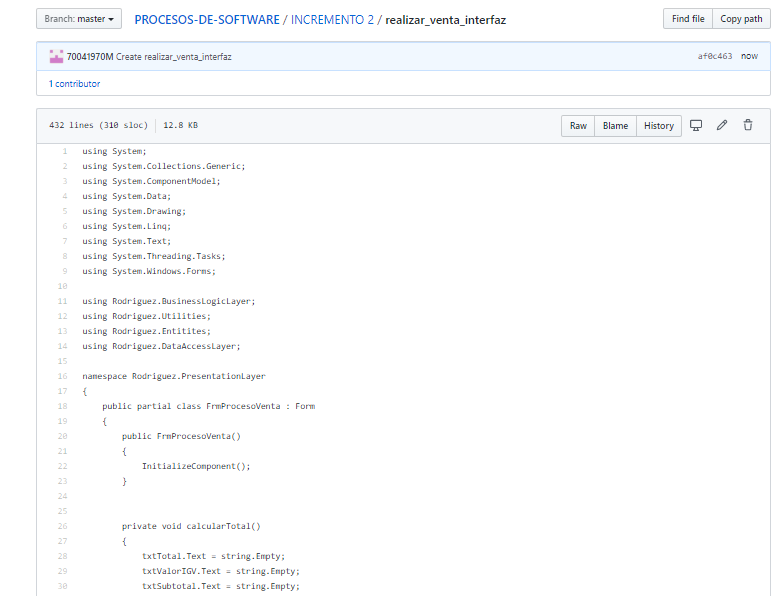 Branch: master PROCESOS-DE-SOFTWARE / INCREMENTO 2 / realizar_venta_interfaz Find file Copy path
70041970M Create realizar_venta_interfaz af0c463 now
1 contributor
432 lines (310 sloc) 12.8 KB Raw Blame History
1 using System;
2 using System.Collections.Generic;
3 using System.ComponentModel;
4 using System.Data;
5 using System.Drawing;
6 using System.Linq;
7 using System.Text;
8 using System.Threading.Tasks;
9 using System.Windows.Forms;
10
11 using Rodriguez.BusinessLogicLayer;
12 using Rodriguez.Utilities;
13 using Rodriguez.Entitites;
14 using Rodriguez.DataAccessLayer;
15
16 namespace Rodriguez.PresentationLayer
17 {
18 public partial class FrmProcesoVenta : Form
19 {
20 public FrmProcesoVenta()
21 {
22 InitializeComponent();
23 }
24
25
26 private void calcularTotal()
27 {
28 txtTotal.Text = string.Empty;
29 txtValorIGV.Text = string.Empty;
30 txtSubtotal.Text = string.Empty;